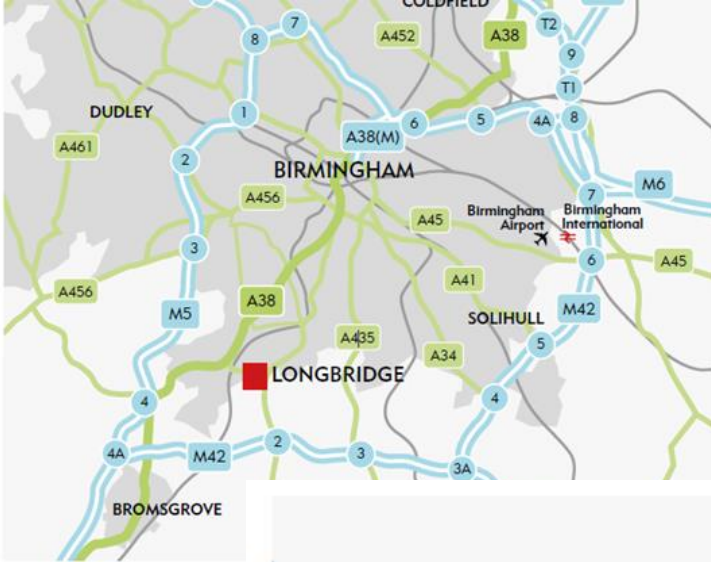 COLDFIELD
7
A452
A38
T2
8
9
T1
DUDLEY
1
A38(M)
6
5
4A
8
A461
2
BIRMINGHAM
M6
7
A456
Birmingham
Airport
Birmingham
International
A45
3
6
A45
A456
A38
A41
M5
M42
SOLIHULL
A435
5
A34
LONGBRIDGE
4
4
4A
M42
2
3
3A
BROMSGROVE